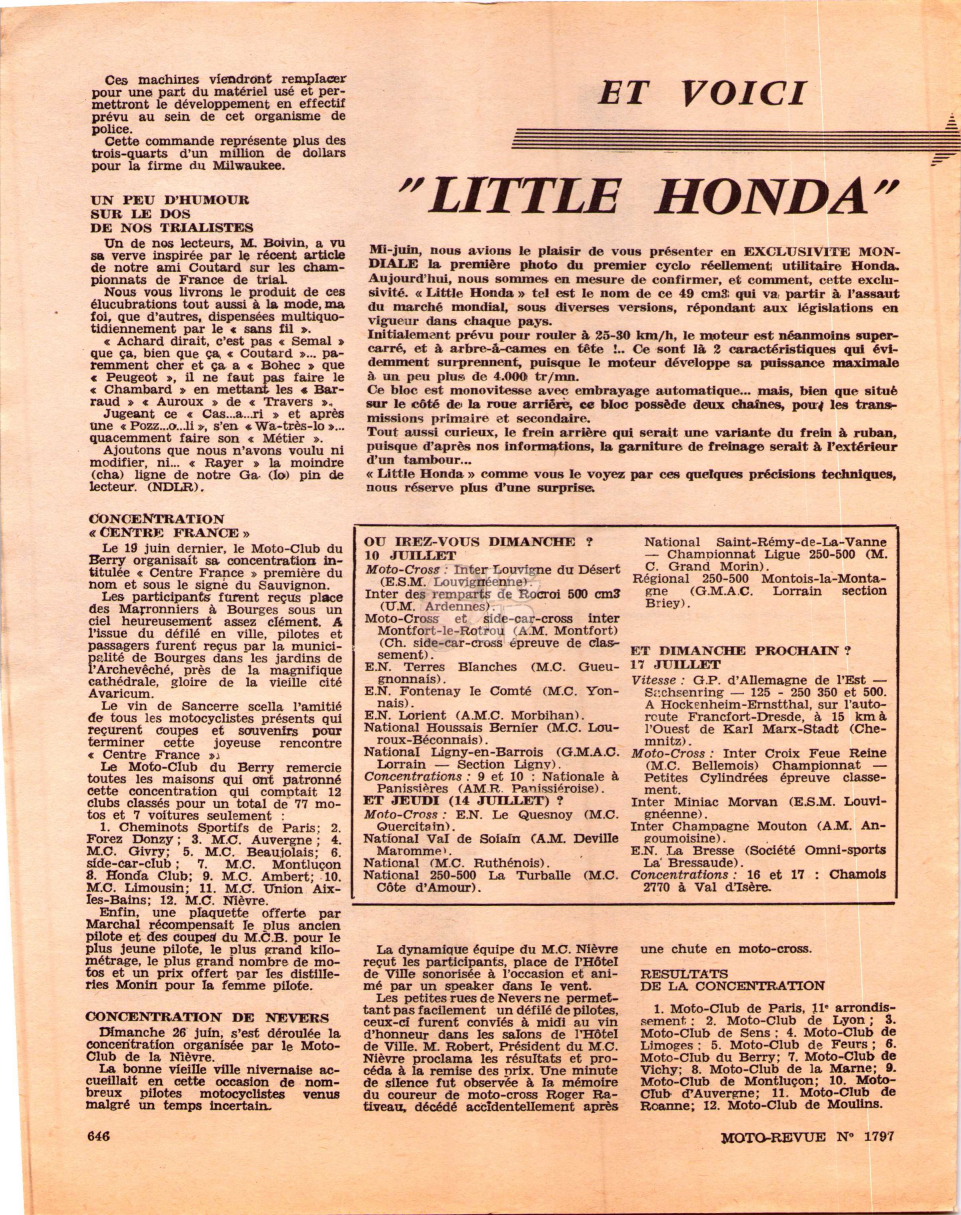 Ces machines viendront remplacer
pour une part du matériel usé et per-
mettront le développement en effectif
prévu au sein de cet organisme de
police.
Cette commande représente plus des
trois-quarts d'un million de dollars
pour la firme du Milwaukee.
UN PEU D'HUMOUR
SUR LE DOS
DE NOS TRIALISTES
Un de nos lecteurs, M. Boivin, a vu
sa verve inspirée par le récent article
de notre ami Coutard sur les cham-
pionnats de France de trial.
Nous vous livrons le produit de ces
élucubrations tout aussi à la mode, ma
foi, que d'autres, dispensées multiquo-
tidiennement par le « sans fil ».
« Achard dirait, c'est pas « Semal »
que ça, bien que ça « Coutard »... pa-
remment cher et ça a « Bohec » que
« Peugeot », il ne faut pas faire le
« Chambard » en mettant les « Bar-
raud » « Auroux » de « Travers ».
Jugeant ce « Cas...a...ri » et après
une « Pozz...o...li », s'en « Wa-très-lo »...
quacemment faire son « Métier ».
Ajoutons que nous n'avons voulu ni
modifier, ni... « Rayer » la moindre
(cha) ligne de notre Ga (lo) pin de
lecteur. (NDLR).
CONCENTRATION
« CENTRE FRANCE »
Le 19 juin dernier, le Moto-Club du
Berry organisait sa concentration in-
titulée « Centre France » première du
nom et sous le signe du Sauvignon.
Les participants furent reçus place
des Marronniers à Bourges sous un
ciel heureusement assez clément. A
l'issue du défilé en ville, pilotes et
passagers furent reçus par la munici-
palité de Bourges dans les jardins de
l'Archevêché, près de la magnifique
cathédrale, gloire de la vieille cité
Avaricum.
Le vin de Sancerre scella l'amitié
de tous les motocyclistes présents qui
reçurent coupes et souvenirs pour
terminer cette joyeuse rencontre
« Centre France ».
Le Moto-Club du Berry remercie
toutes les maisons qui ont patronné
cette concentration qui comptait 12
clubs classés pour un total de 77 mo-
tos et 7 voitures seulement :
1. Cheminots Sportifs de Paris; 2.
Forez Donzy; 3. M.C. Auvergne; 4.
M.C. Givry; 5. M.C. Beaujolais; 6.
side-car-club; 7. M.C. Montluçon
8. Honda Club; 9. M.C. Ambert; 10.
M.C. Limousin; 11. M.C. Union Aix-
les-Bains; 12. M.C. Nièvre.
Enfin, une plaquette offerte par
Marchal récompensait le plus ancien
pilote et des coupes du M.C.B. pour le
plus jeune pilote, le plus grand kilo-
métrage, le plus grand nombre de mo-
tos et un prix offert par les distille-
ries Monin pour la femme pilote.
CONCENTRATION DE NEVERS
Dimanche 26 juin, s'est déroulée la
concentration organisée par le Moto-
Club de la Nièvre.
La bonne vieille ville nivernaise ac-
cueillait en cette occasion de nom-
breux pilotes motocyclistes venus
malgré un temps incertain.
ET VOICI
"LITTLE HONDA"
Mi-juin, nous avions le plaisir de vous présenter en EXCLUSIVITE MON-
DIALE la première photo du premier cyclo réellement utilitaire Honda.
Aujourd'hui, nous sommes en mesure de confirmer, et comment, cette exclu-
sivité. « Little Honda » tel est le nom de ce 49 cm3 qui va partir à l'assaut
du marché mondial, sous diverses versions, répondant aux législations en
vigueur dans chaque pays.
Initialement prévu pour rouler à 25-30 km/h, le moteur est néanmoins super-
carré, et à arbre-à-cames en tête !.. Ce sont là 2 caractéristiques qui évi-
demment surprennent, puisque le moteur développe sa puissance maximale
à un peu plus de 4.000 tr/mn.
Ce bloc est monovitesse avec embrayage automatique... mais, bien que situé
sur le côté de la roue arrière, ce bloc possède deux chaînes, pour les trans-
missions primaire et secondaire.
Tout aussi curieux, le frein arrière qui serait une variante du frein à ruban,
puisque d'après nos informations, la garniture de freinage serait à l'extérieur
d'un tambour...
« Little Honda » comme vous le voyez par ces quelques précisions techniques,
nous réserve plus d'une surprise.
OU IREZ-VOUS DIMANCHE ?
10 JUILLET
Moto-Cross : Inter Louvigne du Désert
(E.S.M. Louvignéenne).
Inter des remparts de Rocroi 500 cm3
(U.M. Ardennes).
Moto-Cross et side-car-cross inter
Montfort-le-Rotrou (A.M. Montfort)
(Ch. side-car-cross épreuve de clas-
sement).
E.N. Terres Blanches (M.C. Gueu-
gnonnais).
E.N. Fontenay le Comté (M.C. Yon-
nais).
E.N. Lorient (A.M.C. Morbihan).
National Houssais Bernier (M.C. Lou-
roux-Béconnais).
National Ligny-en-Barrois (G.M.A.C.
Lorrain — Section Ligny).
Concentrations : 9 et 10 : Nationale à
Panissières (AM.R. Panissiéroise).
ET JEUDI (14 JUILLET) ?
Moto-Cross : E.N. Le Quesnoy (M.C.
Quercitain).
National Val de Soiain (A.M. Deville
Maromme).
National (M.C. Ruthénois).
National 250-500 La Turballe (M.C.
Côte d'Amour).
National Saint-Rémy-de-La-Vanne
— Championnat Ligue 250-500 (M.
C. Grand Morin).
Régional 250-500 Montois-la-Monta-
gne (G.M.A.C. Lorrain section
Briey).
ET DIMANCHE PROCHAIN ?
17 JUILLET
Vitesse : G.P. d'Allemagne de l'Est —
Sachsenring — 125 - 250 350 et 500.
A Hockenheim-Ernstthal, sur l'auto-
route Francfort-Dresde, à 15 km à
l'Ouest de Karl Marx-Stadt (Che-
mnitz).
Moto-Cross : Inter Croix Feue Reine
(M.C. Bellemois) Championnat —
Petites Cylindrées épreuve classe-
ment.
Inter Miniac Morvan (E.S.M. Louvi-
gnéenne).
Inter Champagne Mouton (A.M. An-
goumoisine).
E.N. La Bresse (Société Omni-sports
La Bressaude).
Concentrations : 16 et 17 : Chamois
2770 à Val d'Isère.
La dynamique équipe du M.C. Nièvre
reçut les participants, place de l'Hôtel
de Ville sonorisée à l'occasion et ani-
mé par un speaker dans le vent.
Les petites rues de Nevers ne permet-
tant pas facilement un défilé de pilotes,
ceux-ci furent conviés à midi au vin
d'honneur dans les salons de l'Hôtel
de Ville. M. Robert, Président du M.C.
Nièvre proclama les résultats et pro-
céda à la remise des prix. Une minute
de silence fut observée à la mémoire
du coureur de moto-cross Roger Ra-
tiveau, décédé accidentellement après
une chute en moto-cross.
RESULTATS
DE LA CONCENTRATION
1. Moto-Club de Paris, 11e arrondis-
sement; 2. Moto-Club de Lyon; 3.
Moto-Club de Sens; 4. Moto-Club de
Limoges; 5. Moto-Club de Feurs; 6.
Moto-Club du Berry; 7. Moto-Club de
Vichy; 8. Moto-Club de la Marne; 9.
Moto-Club de Montluçon; 10. Moto-
Club d'Auvergne; 11. Moto-Club de
Roanne; 12. Moto-Club de Moulins.
646
MOTO-REVUE N° 1797